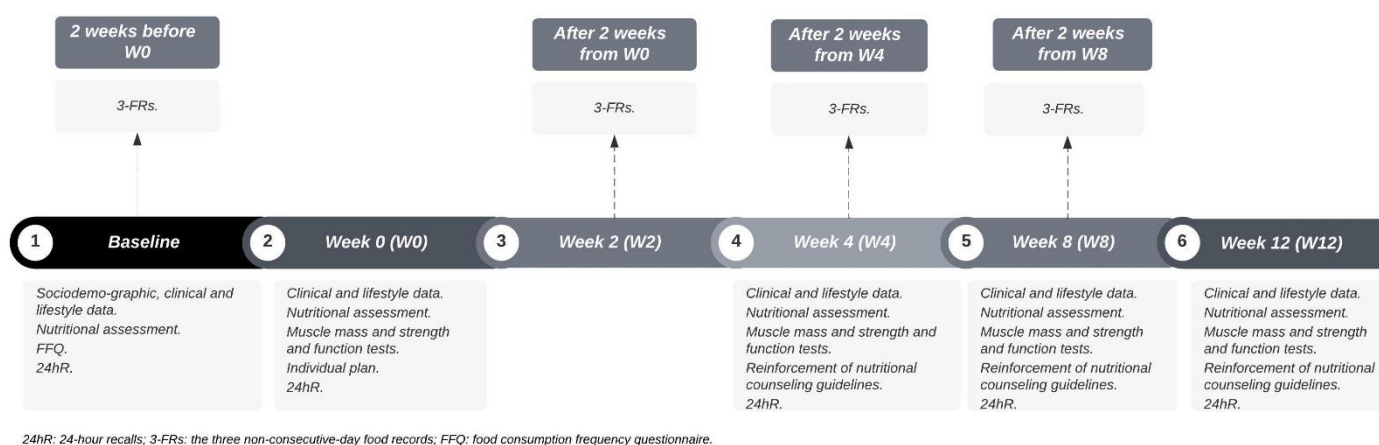 2 weeks before
W0
After 2 weeks
from W0
After 2 weeks
from W4
After 2 weeks
from W8
3-FRs.
3-FRs.
3-FRs.
3-FRs.
1
Baseline
2
Week 0 (W0)
3
Week 2 (W2)
4
Week 4 (W4)
5
Week 8 (W8)
6
Week 12 (W12)
Sociodemo-graphic, clinical and
lifestyle data.
Nutritional assessment.
FFQ.
24hR.
Clinical and lifestyle data.
Nutritional assessment.
Muscle mass and strength
and function tests.
Individual plan.
24hR.
Clinical and lifestyle data.
Nutritional assessment.
Muscle mass and strength and
function tests.
Reinforcement of nutritional
counseling guidelines.
24hR.
Clinical and lifestyle data.
Nutritional assessment.
Muscle mass and strength
and function tests.
Reinforcement of nutritional
counseling guidelines.
24hR.
Clinical and lifestyle data.
Nutritional assessment.
Muscle mass and strength
and function tests.
Reinforcement of nutritional
counseling guidelines.
24hR.
24hR: 24-hour recalls; 3-FRs: the three non-consecutive-day food records; FFQ: food consumption frequency questionnaire.